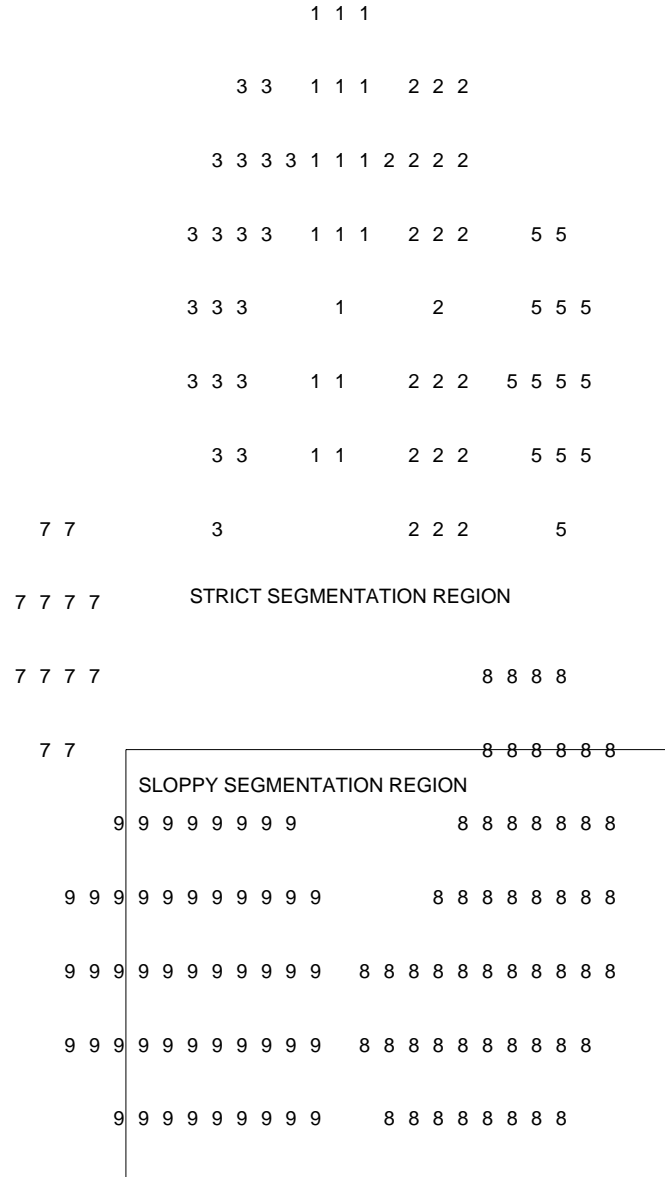 1 1 1
3 3 1 1 1 2 2 2
3 3 3 3 1 1 1 2 2 2 2
3 3 3 3 1 1 1 2 2 2 5 5
3 3 3 1 2 5 5 5
3 3 3 1 1 2 2 2 5 5 5 5
3 3 1 1 2 2 2 5 5 5
7 7 3 2 2 2 5
7 7 7 7 STRICT SEGMENTATION REGION
7 7 7 7 8 8 8 8
7 7 8 8 8 8 8 8
SLOPPY SEGMENTATION REGION
9 9 9 9 9 9 9 9 8 8 8 8 8 8 8
9 9 9 9 9 9 9 9 9 9 9 8 8 8 8 8 8 8 8
9 9 9 9 9 9 9 9 9 9 9 8 8 8 8 8 8 8 8 8 8 8
9 9 9 9 9 9 9 9 9 9 9 8 8 8 8 8 8 8 8 8 8
9 9 9 9 9 9 9 9 9 8 8 8 8 8 8 8 8